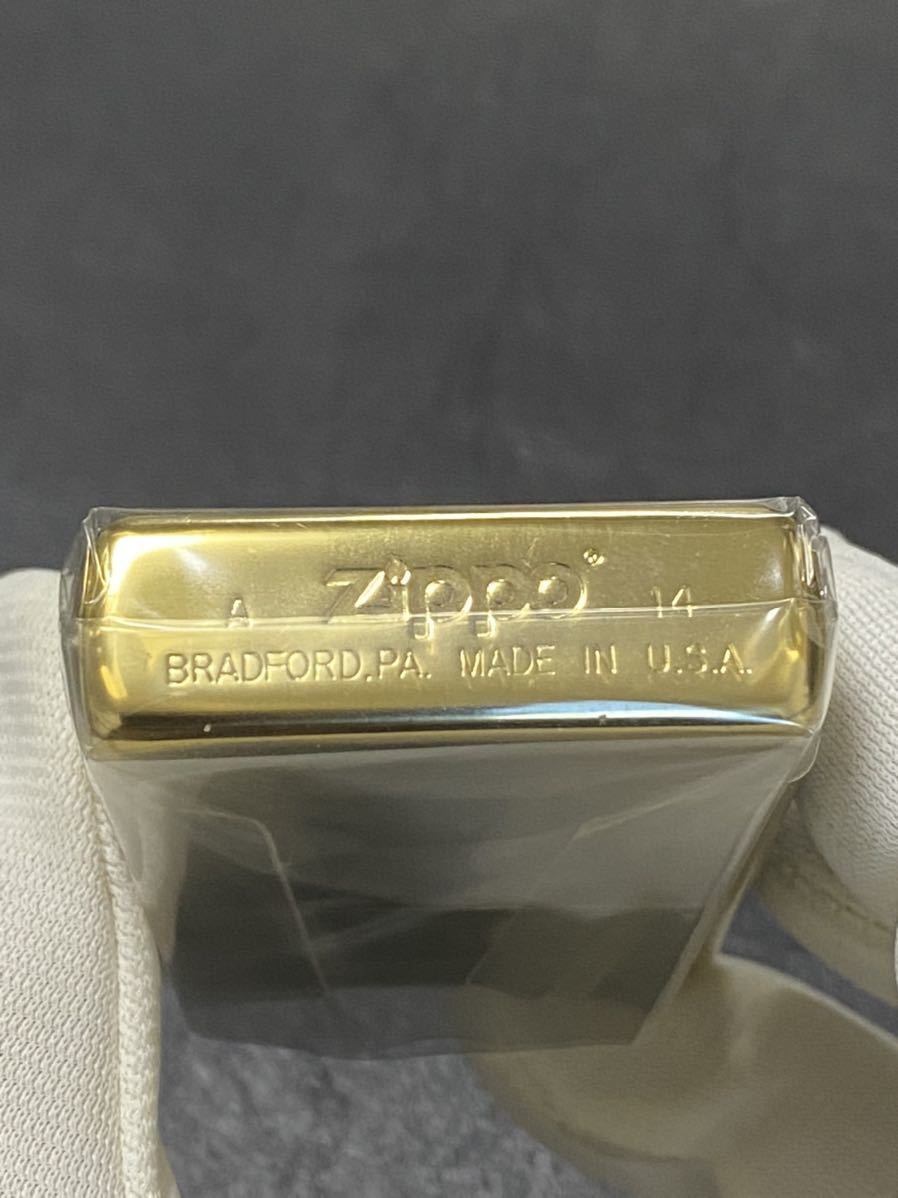 A Zippo® 14
BRADFORD, PA. MADE IN U.S.A.